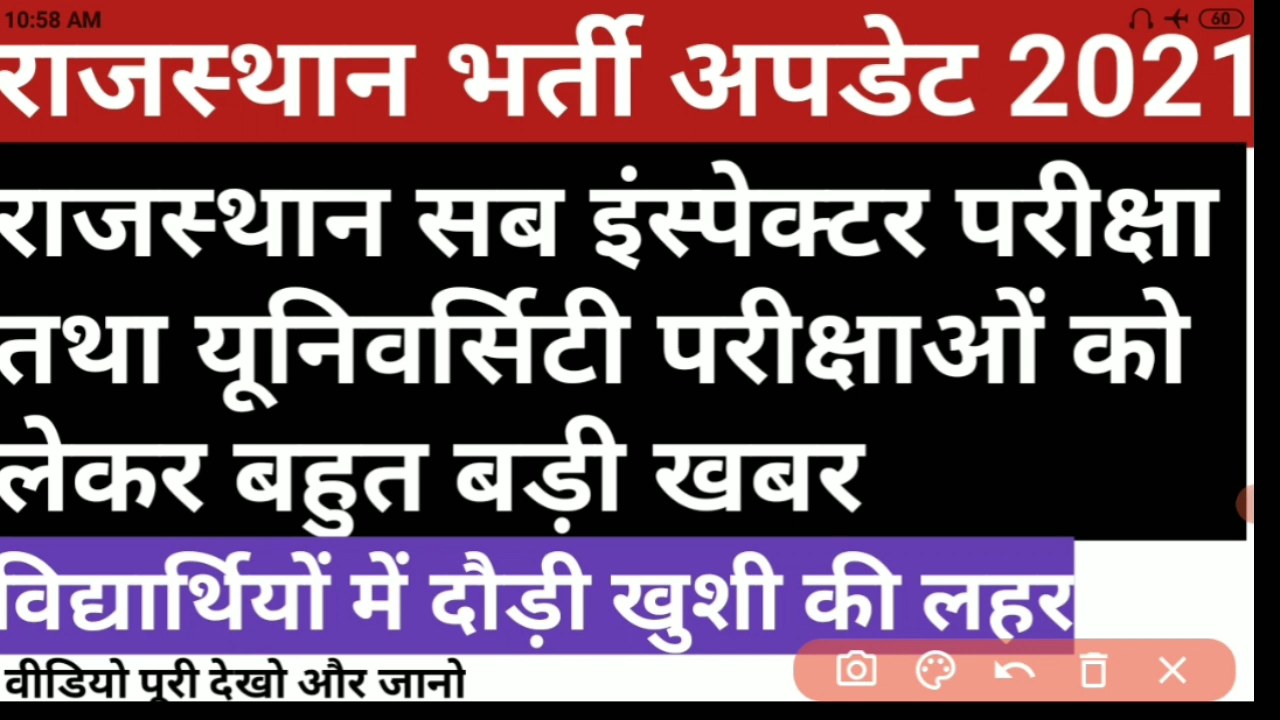 10:58 AM
60
राजस्थान भर्ती अपडेट 2021
राजस्थान सब इंस्पेक्टर परीक्षा
तथा यूनिवर्सिटी परीक्षाओं को
लेकर बहुत बड़ी खबर
विद्यार्थियों में दौड़ी खुशी की लहर
वीडियो पूरी देखो और जानो